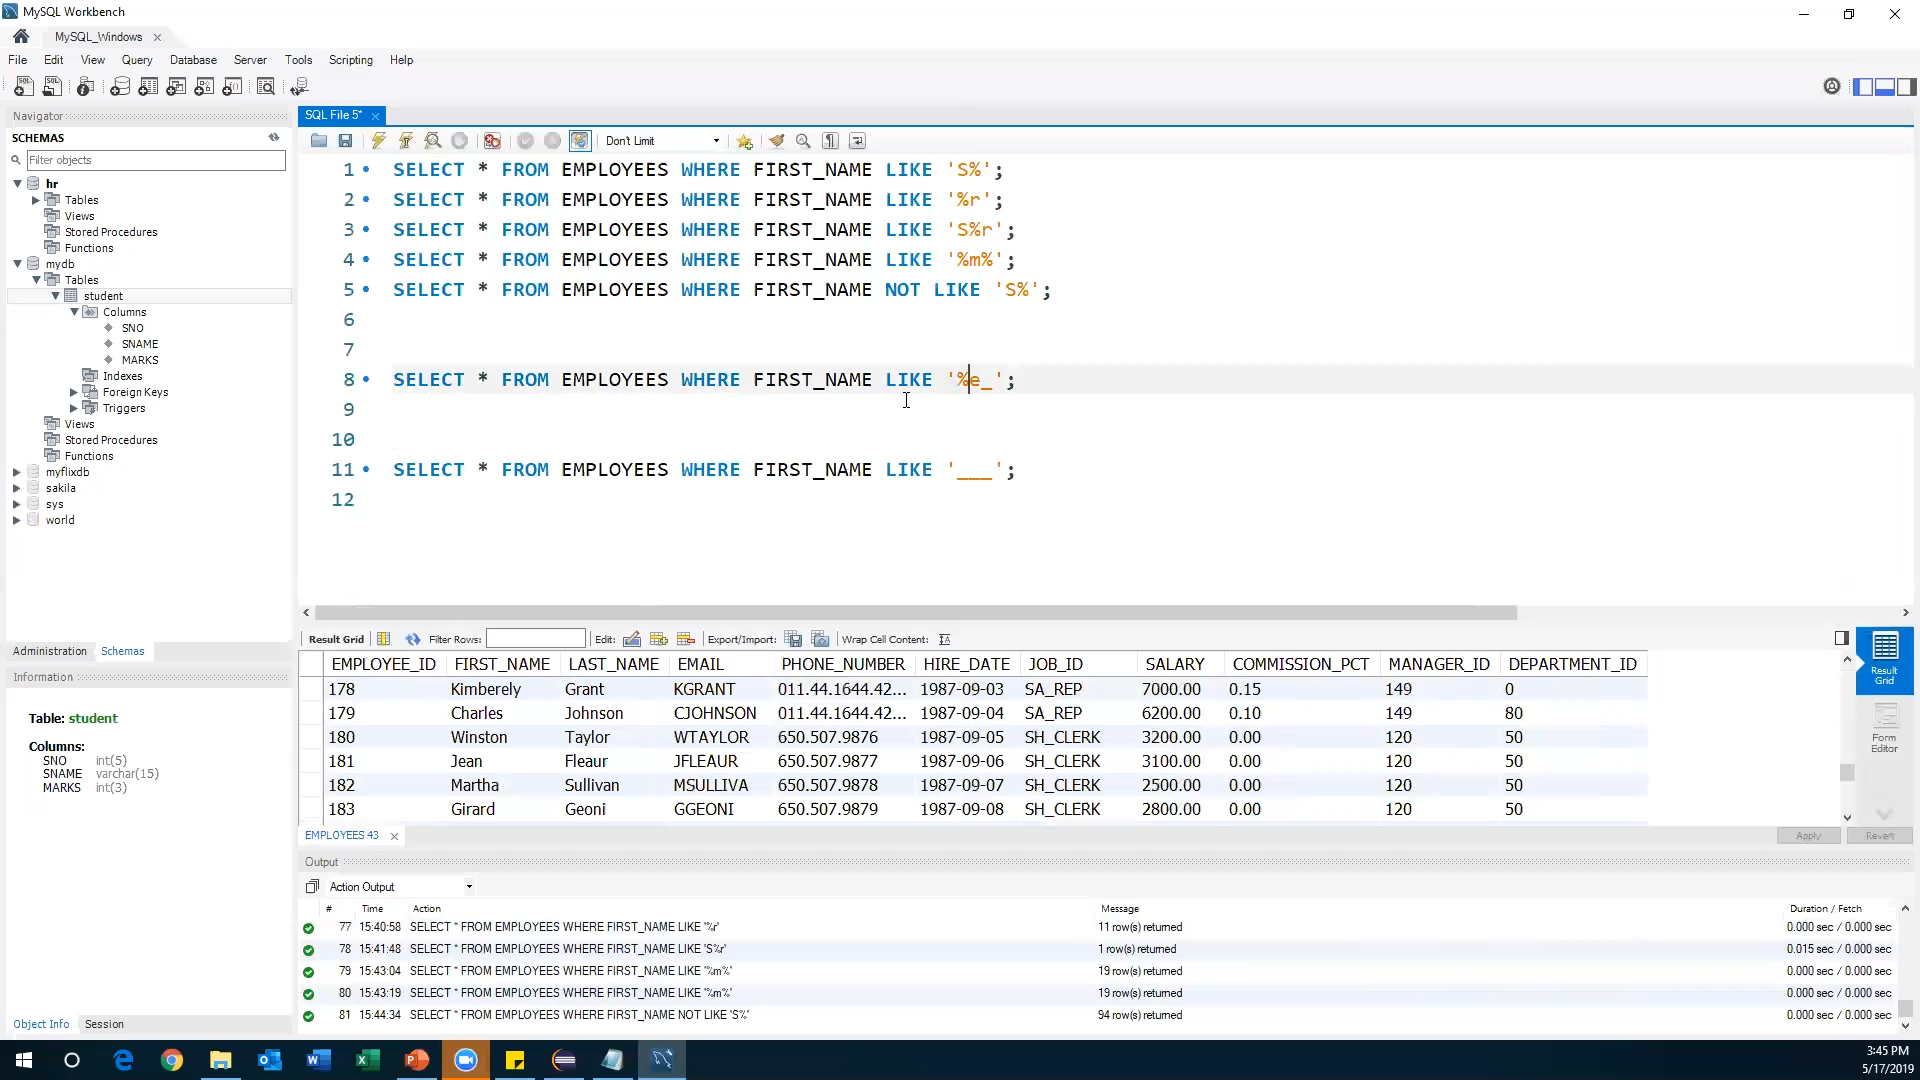 MySQL Workbench
MySQL_Windows
File Edit View Query Database Server Tools Scripting Help
Navigator
SCHEMAS
Filter objects
hr
Tables
Views
Stored Procedures
Functions
mydb
Tables
student
Columns
SNO
SNAME
MARKS
Indexes
Foreign Keys
Triggers
Views
Stored Procedures
Functions
myflixdb
sakila
sys
world
Administration Schemas
Information
Table: student
Columns:
SNO int(5)
SNAME varchar(15)
MARKS int(3)
Object Info Session
SQL File 5*
Don't Limit
1 SELECT * FROM EMPLOYEES WHERE FIRST_NAME LIKE 'S%';
2 SELECT * FROM EMPLOYEES WHERE FIRST_NAME LIKE '%r';
3 SELECT * FROM EMPLOYEES WHERE FIRST_NAME LIKE 'S%r';
4 SELECT * FROM EMPLOYEES WHERE FIRST_NAME LIKE '%m%';
5 SELECT * FROM EMPLOYEES WHERE FIRST_NAME NOT LIKE 'S%';
6
7
8 SELECT * FROM EMPLOYEES WHERE FIRST_NAME LIKE '%e_';
9
10
11 SELECT * FROM EMPLOYEES WHERE FIRST_NAME LIKE '___';
12
Result Grid Filter Rows: Edit: Export/Import: Wrap Cell Content:
EMPLOYEE_ID FIRST_NAME LAST_NAME EMAIL PHONE_NUMBER HIRE_DATE JOB_ID SALARY COMMISSION_PCT MANAGER_ID DEPARTMENT_ID
178 Kimberely Grant KGRANT 011.44.1644.42... 1987-09-03 SA_REP 7000.00 0.15 149 0
179 Charles Johnson CJOHNSON 011.44.1644.42... 1987-09-04 SA_REP 6200.00 0.10 149 80
180 Winston Taylor WTAYLOR 650.507.9876 1987-09-05 SH_CLERK 3200.00 0.00 120 50
181 Jean Fleaur JFLEAUR 650.507.9877 1987-09-06 SH_CLERK 3100.00 0.00 120 50
182 Martha Sullivan MSULLIVA 650.507.9878 1987-09-07 SH_CLERK 2500.00 0.00 120 50
183 Girard Geoni GGEONI 650.507.9879 1987-09-08 SH_CLERK 2800.00 0.00 120 50
Result
Grid
Form
Editor
EMPLOYEES 43
Apply Revert
Output
Action Output
# Time Action Message Duration / Fetch
77 15:40:58 SELECT * FROM EMPLOYEES WHERE FIRST_NAME LIKE '%r' 11 row(s) returned 0.000 sec / 0.000 sec
78 15:41:48 SELECT * FROM EMPLOYEES WHERE FIRST_NAME LIKE 'S%r' 1 row(s) returned 0.015 sec / 0.000 sec
79 15:43:04 SELECT * FROM EMPLOYEES WHERE FIRST_NAME LIKE '%m%' 19 row(s) returned 0.000 sec / 0.000 sec
80 15:43:19 SELECT * FROM EMPLOYEES WHERE FIRST_NAME LIKE '%m%' 19 row(s) returned 0.000 sec / 0.000 sec
81 15:44:34 SELECT * FROM EMPLOYEES WHERE FIRST_NAME NOT LIKE 'S%' 94 row(s) returned 0.000 sec / 0.000 sec
3:45 PM
5/17/2019